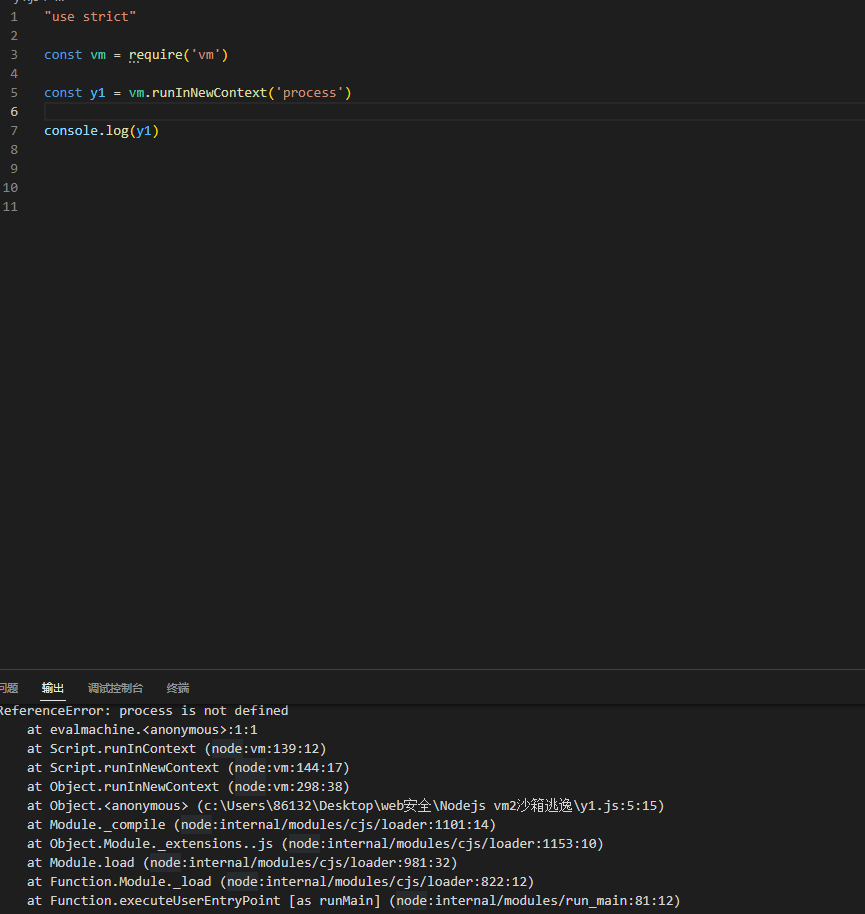 1 "use strict"
2
3 const vm = require('vm')
4
5 const y1 = vm.runInNewContext('process')
6
7 console.log(y1)
8
9
10
11
问题 输出 调试控制台 终端
ReferenceError: process is not defined
at evalmachine.<anonymous>:1:1
at Script.runInContext (node:vm:139:12)
at Script.runInNewContext (node:vm:144:17)
at Object.runInNewContext (node:vm:298:38)
at Object.<anonymous> (c:\Users\86132\Desktop\web安全\Nodejs vm2沙箱逃逸\y1.js:5:15)
at Module._compile (node:internal/modules/cjs/loader:1101:14)
at Object.Module._extensions..js (node:internal/modules/cjs/loader:1153:10)
at Module.load (node:internal/modules/cjs/loader:981:32)
at Function.Module._load (node:internal/modules/cjs/loader:822:12)
at Function.executeUserEntryPoint [as runMain] (node:internal/modules/run_main:81:12)